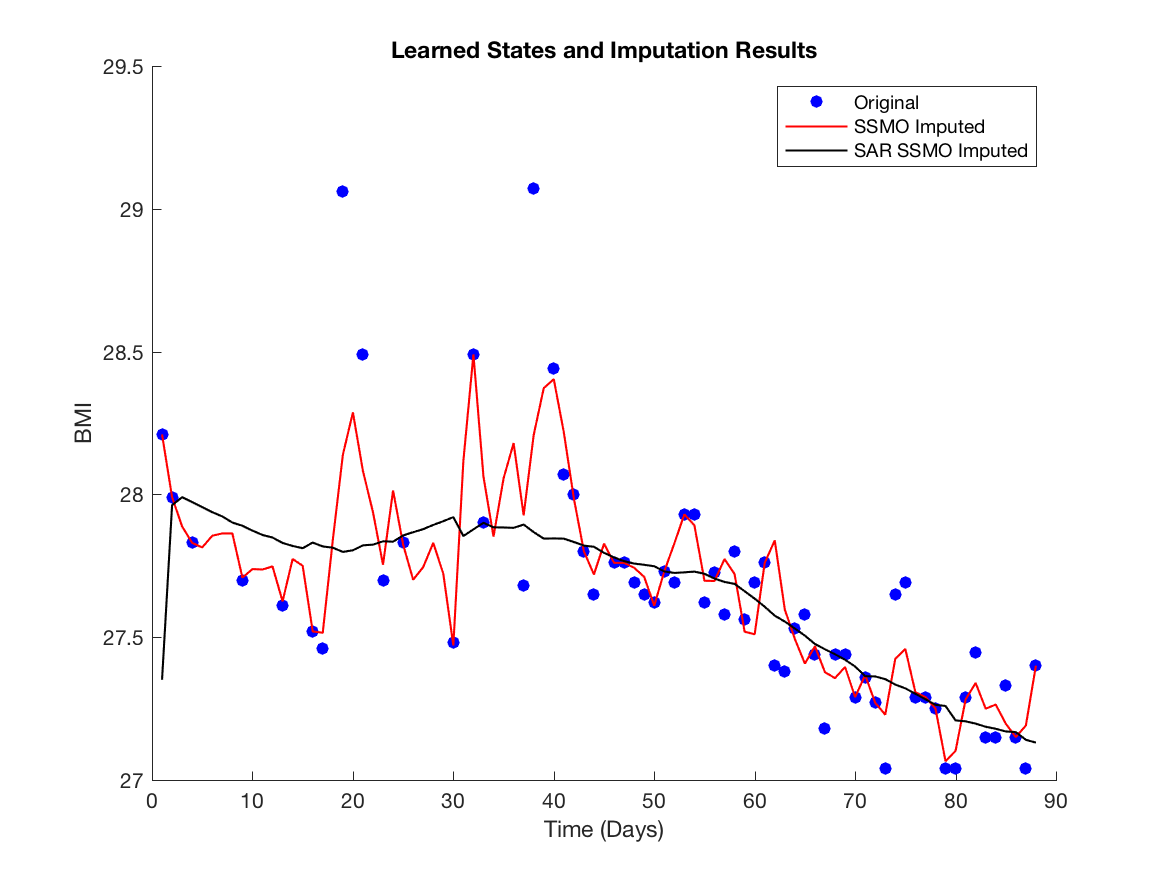 Learned States and Imputation Results
29.5
29
28.5
28
27.5
27
BMI
Original
SSMO Imputed
SAR SSMO Imputed
0 10 20 30 40 50 60 70 80 90
Time (Days)